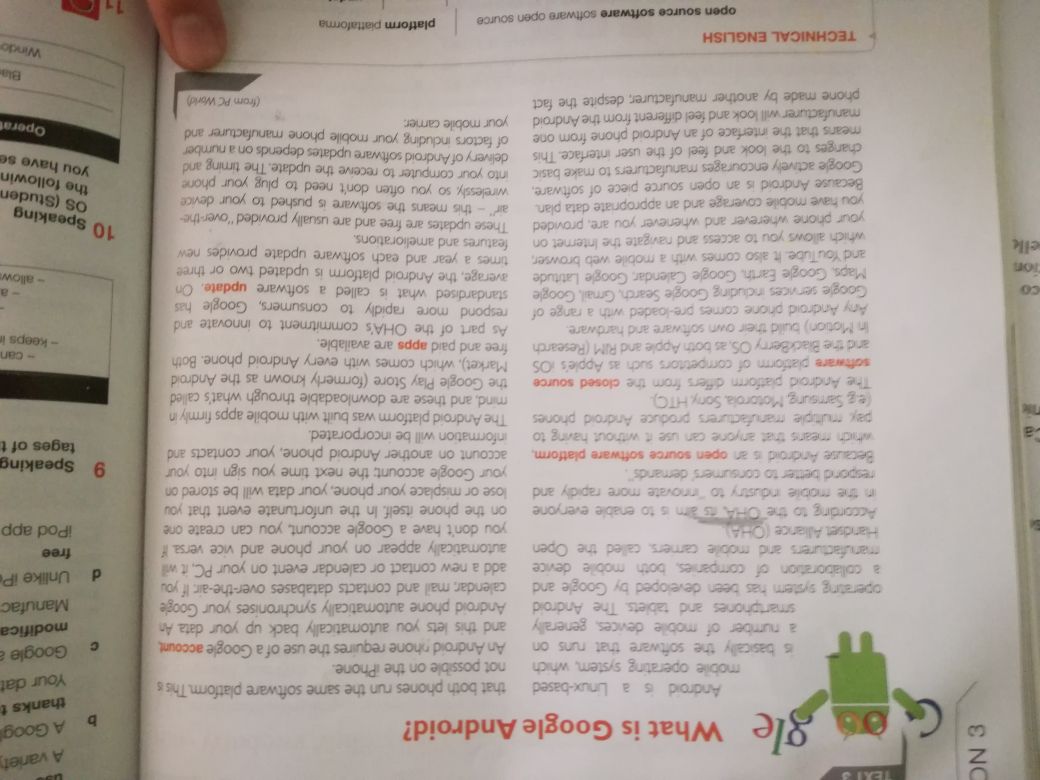 ON 3
TEXT 3
G gle
What is Google Android?
Android is a Linux-based
mobile operating system, which
is basically the software that runs on
a number of mobile devices, generally
smartphones and tablets. The Android
operating system has been developed by Google and
a collaboration of companies, both mobile device
manufacturers and mobile carriers, called the Open
Handset Alliance (OHA).
According to the OHA, its aim is to enable everyone
in the mobile industry to "innovate more rapidly and
respond better to consumers' demands".
Because Android is an open source software platform,
which means that anyone can use it without having to
pay, multiple manufacturers produce Android phones
(e.g. Samsung, Motorola, Sony, HTC).
The Android platform differs from the closed source
software platform of competitors such as Apple's iOS
and the BlackBerry OS, as both Apple and RIM (Research
In Motion) build their own software and hardware.
Any Android phone comes pre-loaded with a range of
Google services including Google Search, Gmail, Google
Maps, Google Earth, Google Calendar, Google Latitude
and YouTube. It also comes with a mobile web browser,
which allows you to access and navigate the Internet on
your phone wherever and whenever you are, provided
you have mobile coverage and an appropriate data plan.
Because Android is an open source piece of software,
Google actively encourages manufacturers to make basic
changes to the look and feel of the user interface. This
means that the interface of an Android phone from one
manufacturer will look and feel different from the Android
phone made by another manufacturer, despite the fact
that both phones run the same software platform. This is
not possible on the iPhone.
An Android phone requires the use of a Google account,
and this lets you automatically back up your data. An
Android phone automatically synchronises your Google
calendar, mail and contacts databases over-the-air. If you
add a new contact or calendar event on your PC, it will
automatically appear on your phone and vice versa. If
you don't have a Google account, you can create one
on the phone itself. In the unfortunate event that you
lose or misplace your phone, your data will be stored on
your Google account; the next time you sign into your
account on another Android phone, your contacts and
information will be incorporated.
The Android platform was built with mobile apps firmly in
mind, and these are downloadable through what's called
the Google Play Store (formerly known as the Android
Market), which comes with every Android phone. Both
free and paid apps are available.
As part of the OHA's commitment to innovate and
respond more rapidly to consumers, Google has
standardised what is called a software update. On
average, the Android platform is updated two or three
times a year and each software update provides new
features and ameliorations.
These updates are free and are usually provided "over-the-
air" – this means the software is pushed to your device
wirelessly, so you often don't need to plug your phone
into your computer to receive the update. The timing and
delivery of Android software updates depends on a number
of factors including your mobile phone manufacturer and
your mobile carrier.
(from PC World)
TECHNICAL ENGLISH
open source software software open source
platform piattaforma
A variety
b A Googl
thanks t
Your dat
c Google a
modifica
Manufac
d Unlike iP
free
iPod app
9 Speaking
tages of t
– can
– keeps i
– a
– allow
10 Speaking
OS (Studen
the followin
you have se
Operat
Bla
Windo
11